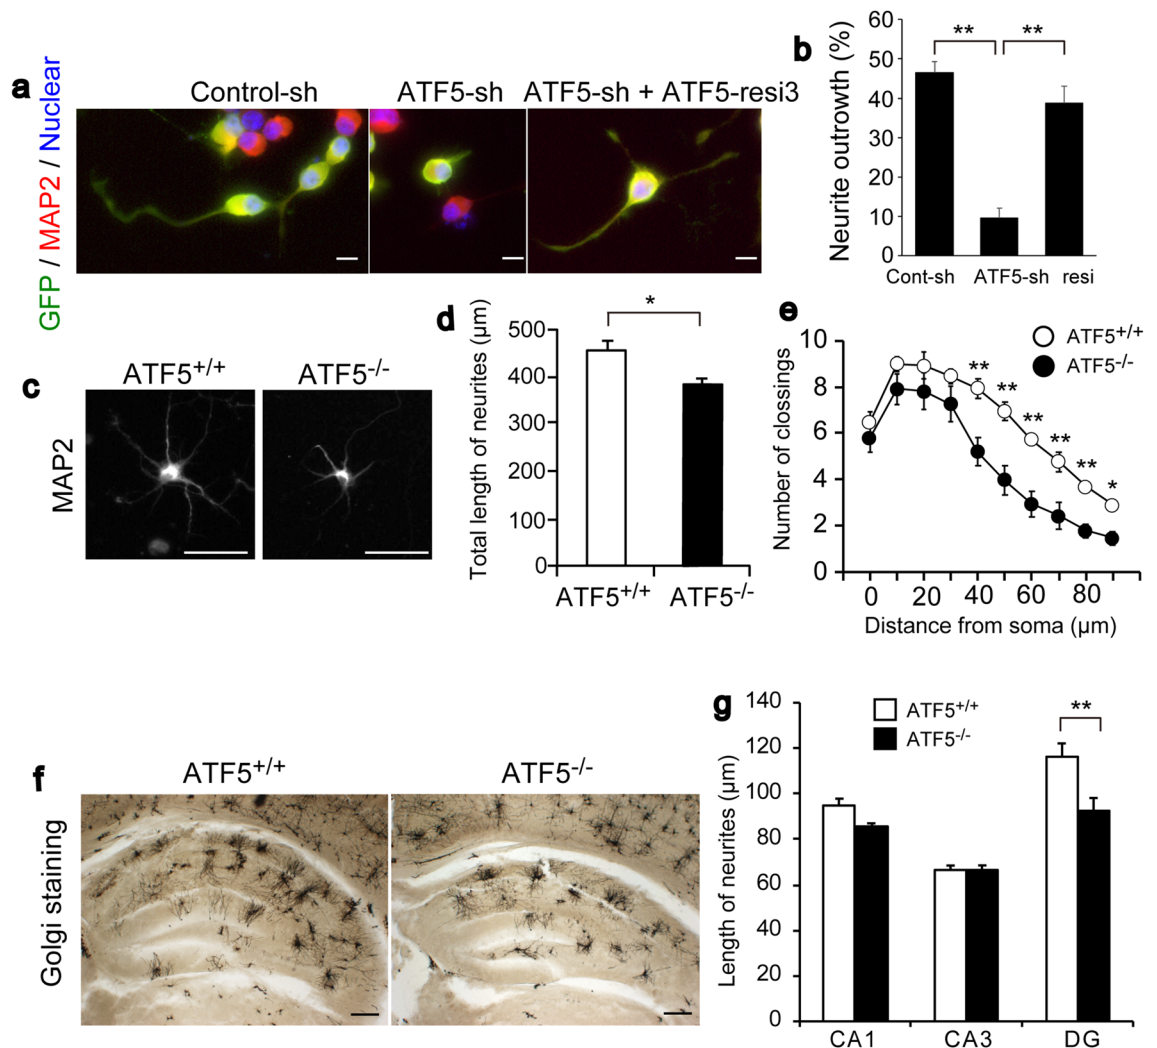 a
GFP / MAP2 / Nuclear
Control-sh
ATF5-sh
ATF5-sh + ATF5-resi3
b
Neurite outrowth (%)
60
50
40
30
20
10
0
**
**
Cont-sh
ATF5-sh
resi
c
MAP2
ATF5+/+
ATF5-/-
d
Total length of neurites (µm)
500
400
300
200
100
0
*
ATF5+/+
ATF5-/-
e
Number of clossings
10
8
6
4
2
0
ATF5+/+
ATF5-/-
**
**
**
**
**
*
0
20
40
60
80
Distance from soma (µm)
f
Golgi staining
ATF5+/+
ATF5-/-
g
Length of neurites (µm)
140
120
100
80
60
40
20
0
ATF5+/+
ATF5-/-
**
CA1
CA3
DG